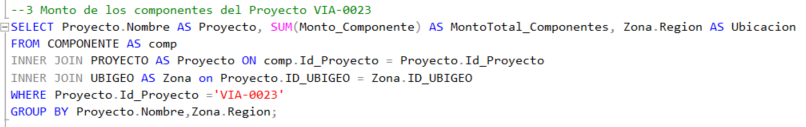 --3 Monto de los componentes del Proyecto VIA-0023
SELECT Proyecto.Nombre AS Proyecto, SUM(Monto_Componente) AS MontoTotal_Componentes, Zona.Region AS Ubicacion
FROM COMPONENTE AS comp
INNER JOIN PROYECTO AS Proyecto ON comp.Id_Proyecto = Proyecto.Id_Proyecto
INNER JOIN UBIGEO AS Zona on Proyecto.ID_UBIGEO = Zona.ID_UBIGEO
WHERE Proyecto.Id_Proyecto ='VIA-0023'
GROUP BY Proyecto.Nombre,Zona.Region;